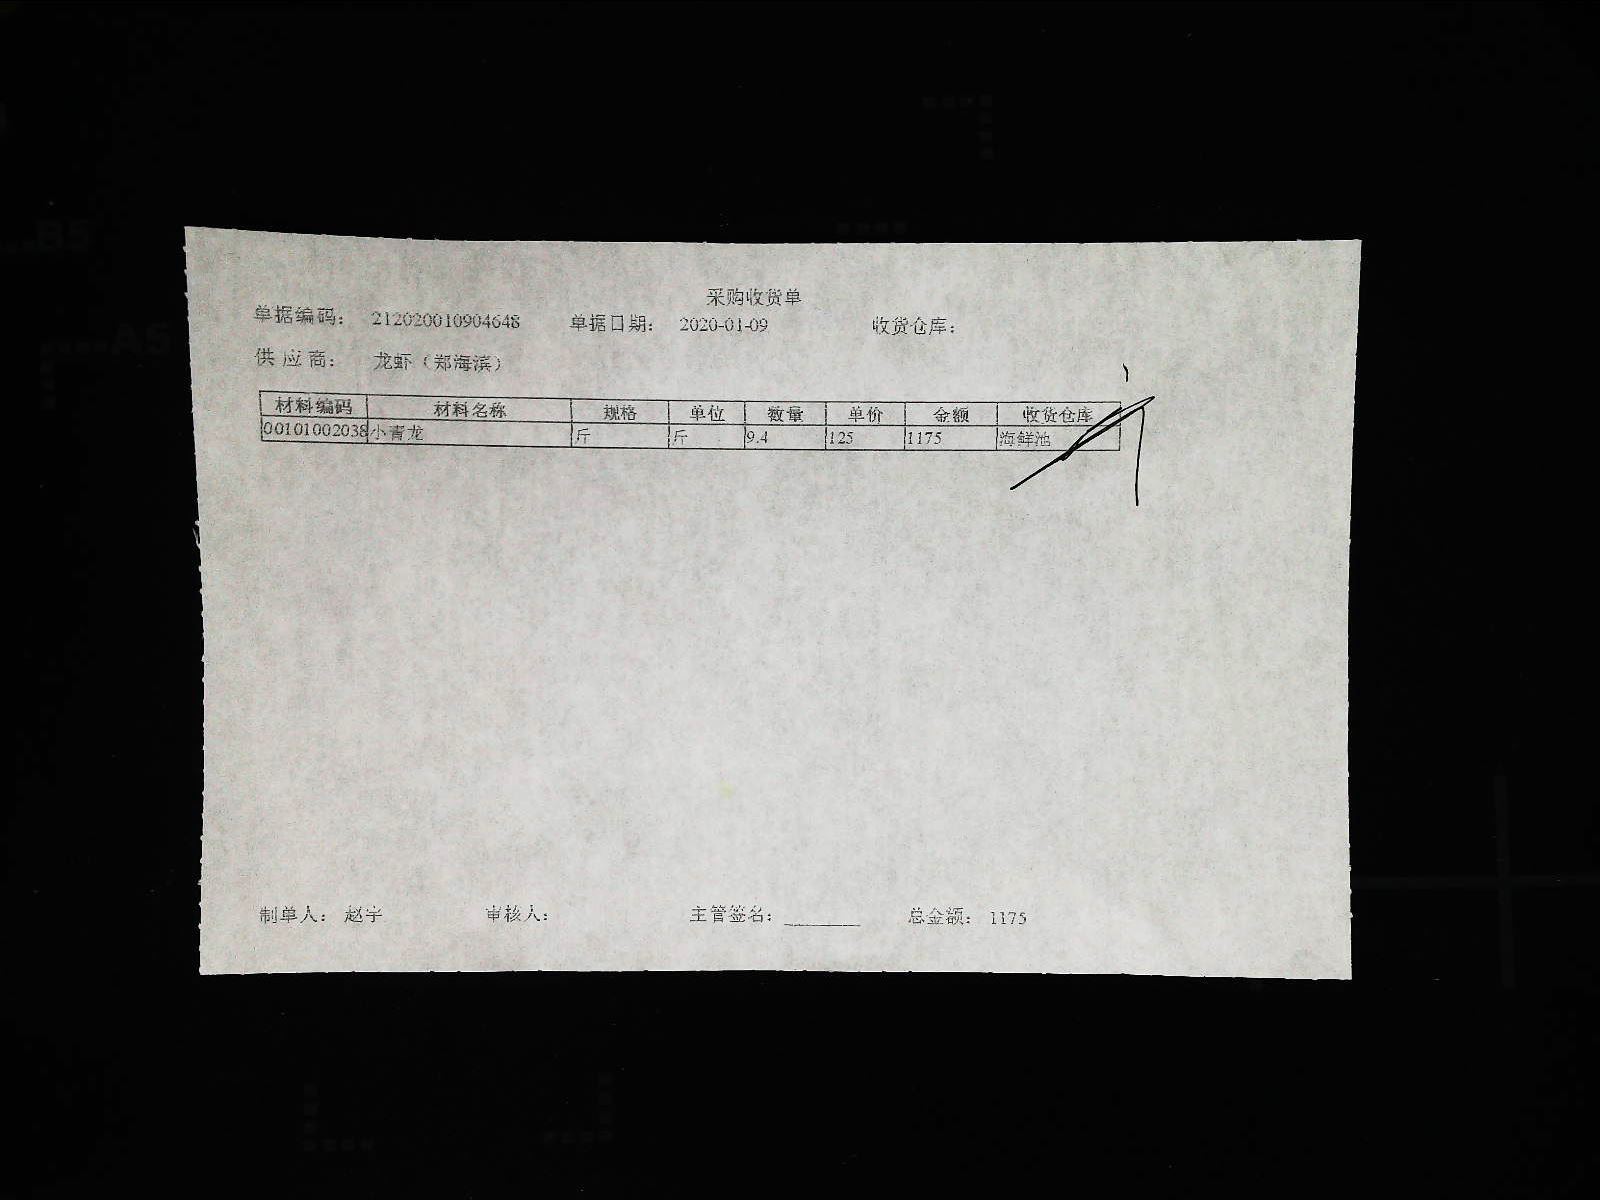 采购收货单
单据编码： 212020010904648 单据日期： 2020-01-09 收货仓库：
供应商： 龙虾（郑海滨）
材料编码 材料名称 规格 单位 数量 单价 金额 收货仓库
00101002038 小青龙 斤 斤 9.4 125 1175 海鲜池
制单人： 赵宇 审核人： 主管签名： ________ 总金额： 1175
B5
A5